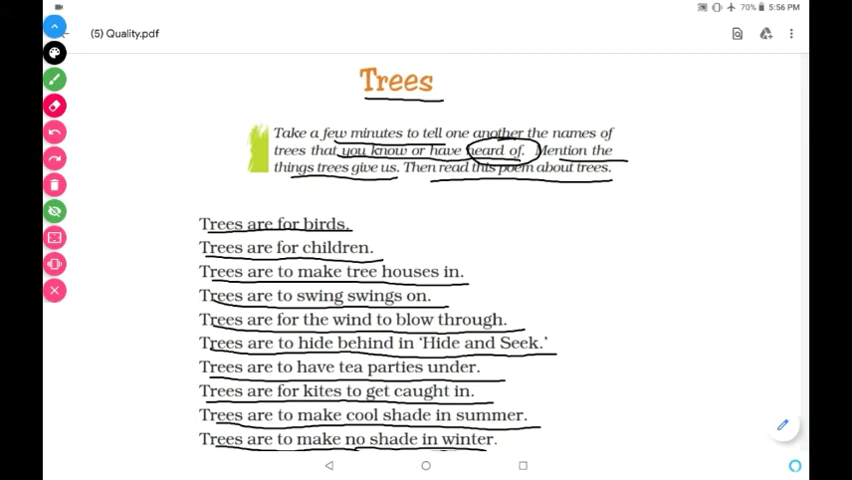 70% 5:56 PM
(5) Quality.pdf
Trees
Take a few minutes to tell one another the names of
trees that you know or have heard of. Mention the
things trees give us. Then read this poem about trees.
Trees are for birds.
Trees are for children.
Trees are to make tree houses in.
Trees are to swing swings on.
Trees are for the wind to blow through.
Trees are to hide behind in ‘Hide and Seek.’
Trees are to have tea parties under.
Trees are for kites to get caught in.
Trees are to make cool shade in summer.
Trees are to make no shade in winter.